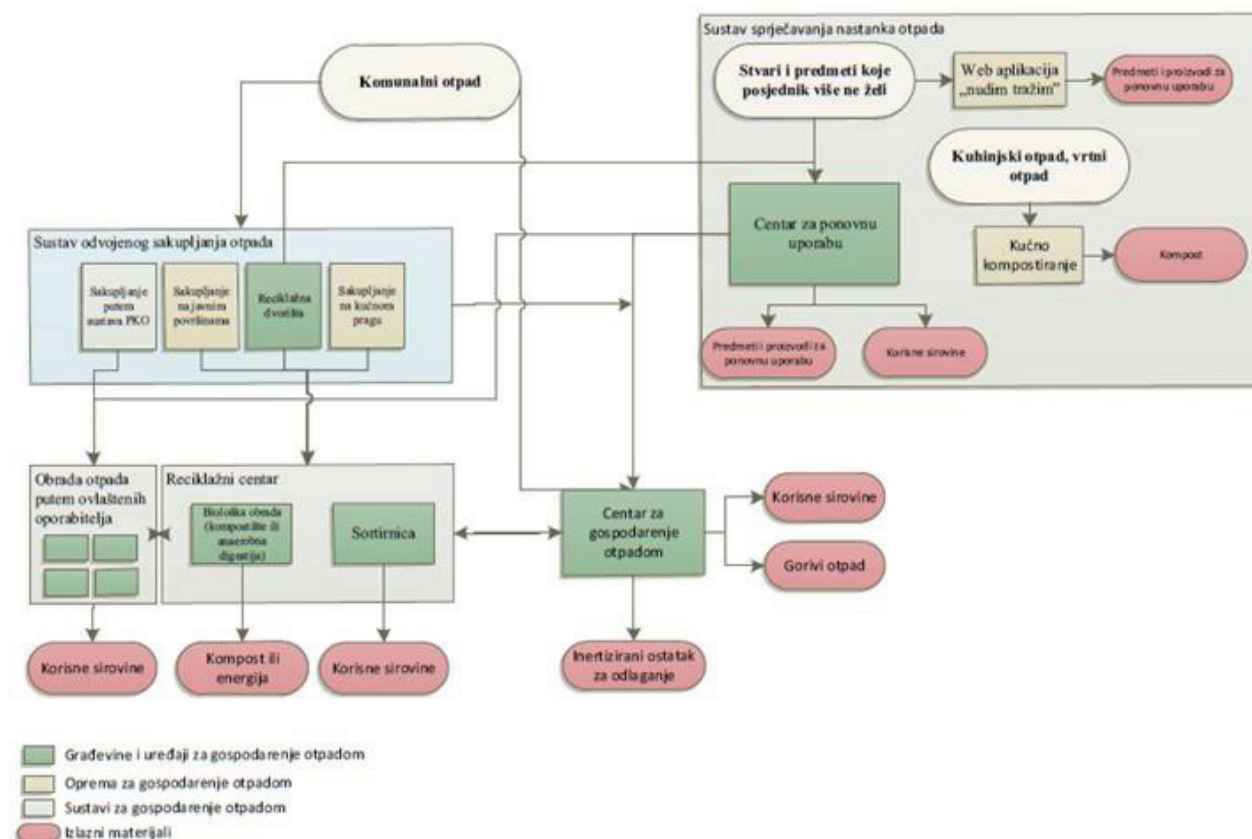 Sustav sprječavanja nastanka otpada
Komunalni otpad
Stvari i predmeti koje
posjednik više ne želi
Web aplikacija
„nudim tražim”
Predmeti i proizvodi za
ponovnu uporabu
Kuhinjski otpad, vrtni
otpad
Centar za ponovnu
uporabu
Kućno
kompostiranje
Kompost
Predmeti i proizvodi za
ponovnu uporabu
Korisne sirovine
Sustav odvojenog sakupljanja otpada
Sakupljanje
putem
sustava PKO
Sakupljanje
na javnim
površinama
Reciklažna
dvorišta
Sakupljanje
na kućnom
pragu
Obrada otpada
putem ovlaštenih
oporabitelja
Reciklažni centar
Biološka obrada
(kompostište ili
anaerobna
digestija)
Sortirnica
Centar za
gospodarenje
otpadom
Korisne sirovine
Gorivi otpad
Korisne sirovine
Kompost ili
energija
Korisne sirovine
Inertizirani ostatak
za odlaganje
Građevine i uređaji za gospodarenje otpadom
Oprema za gospodarenje otpadom
Sustavi za gospodarenje otpadom
Izlazni materijali